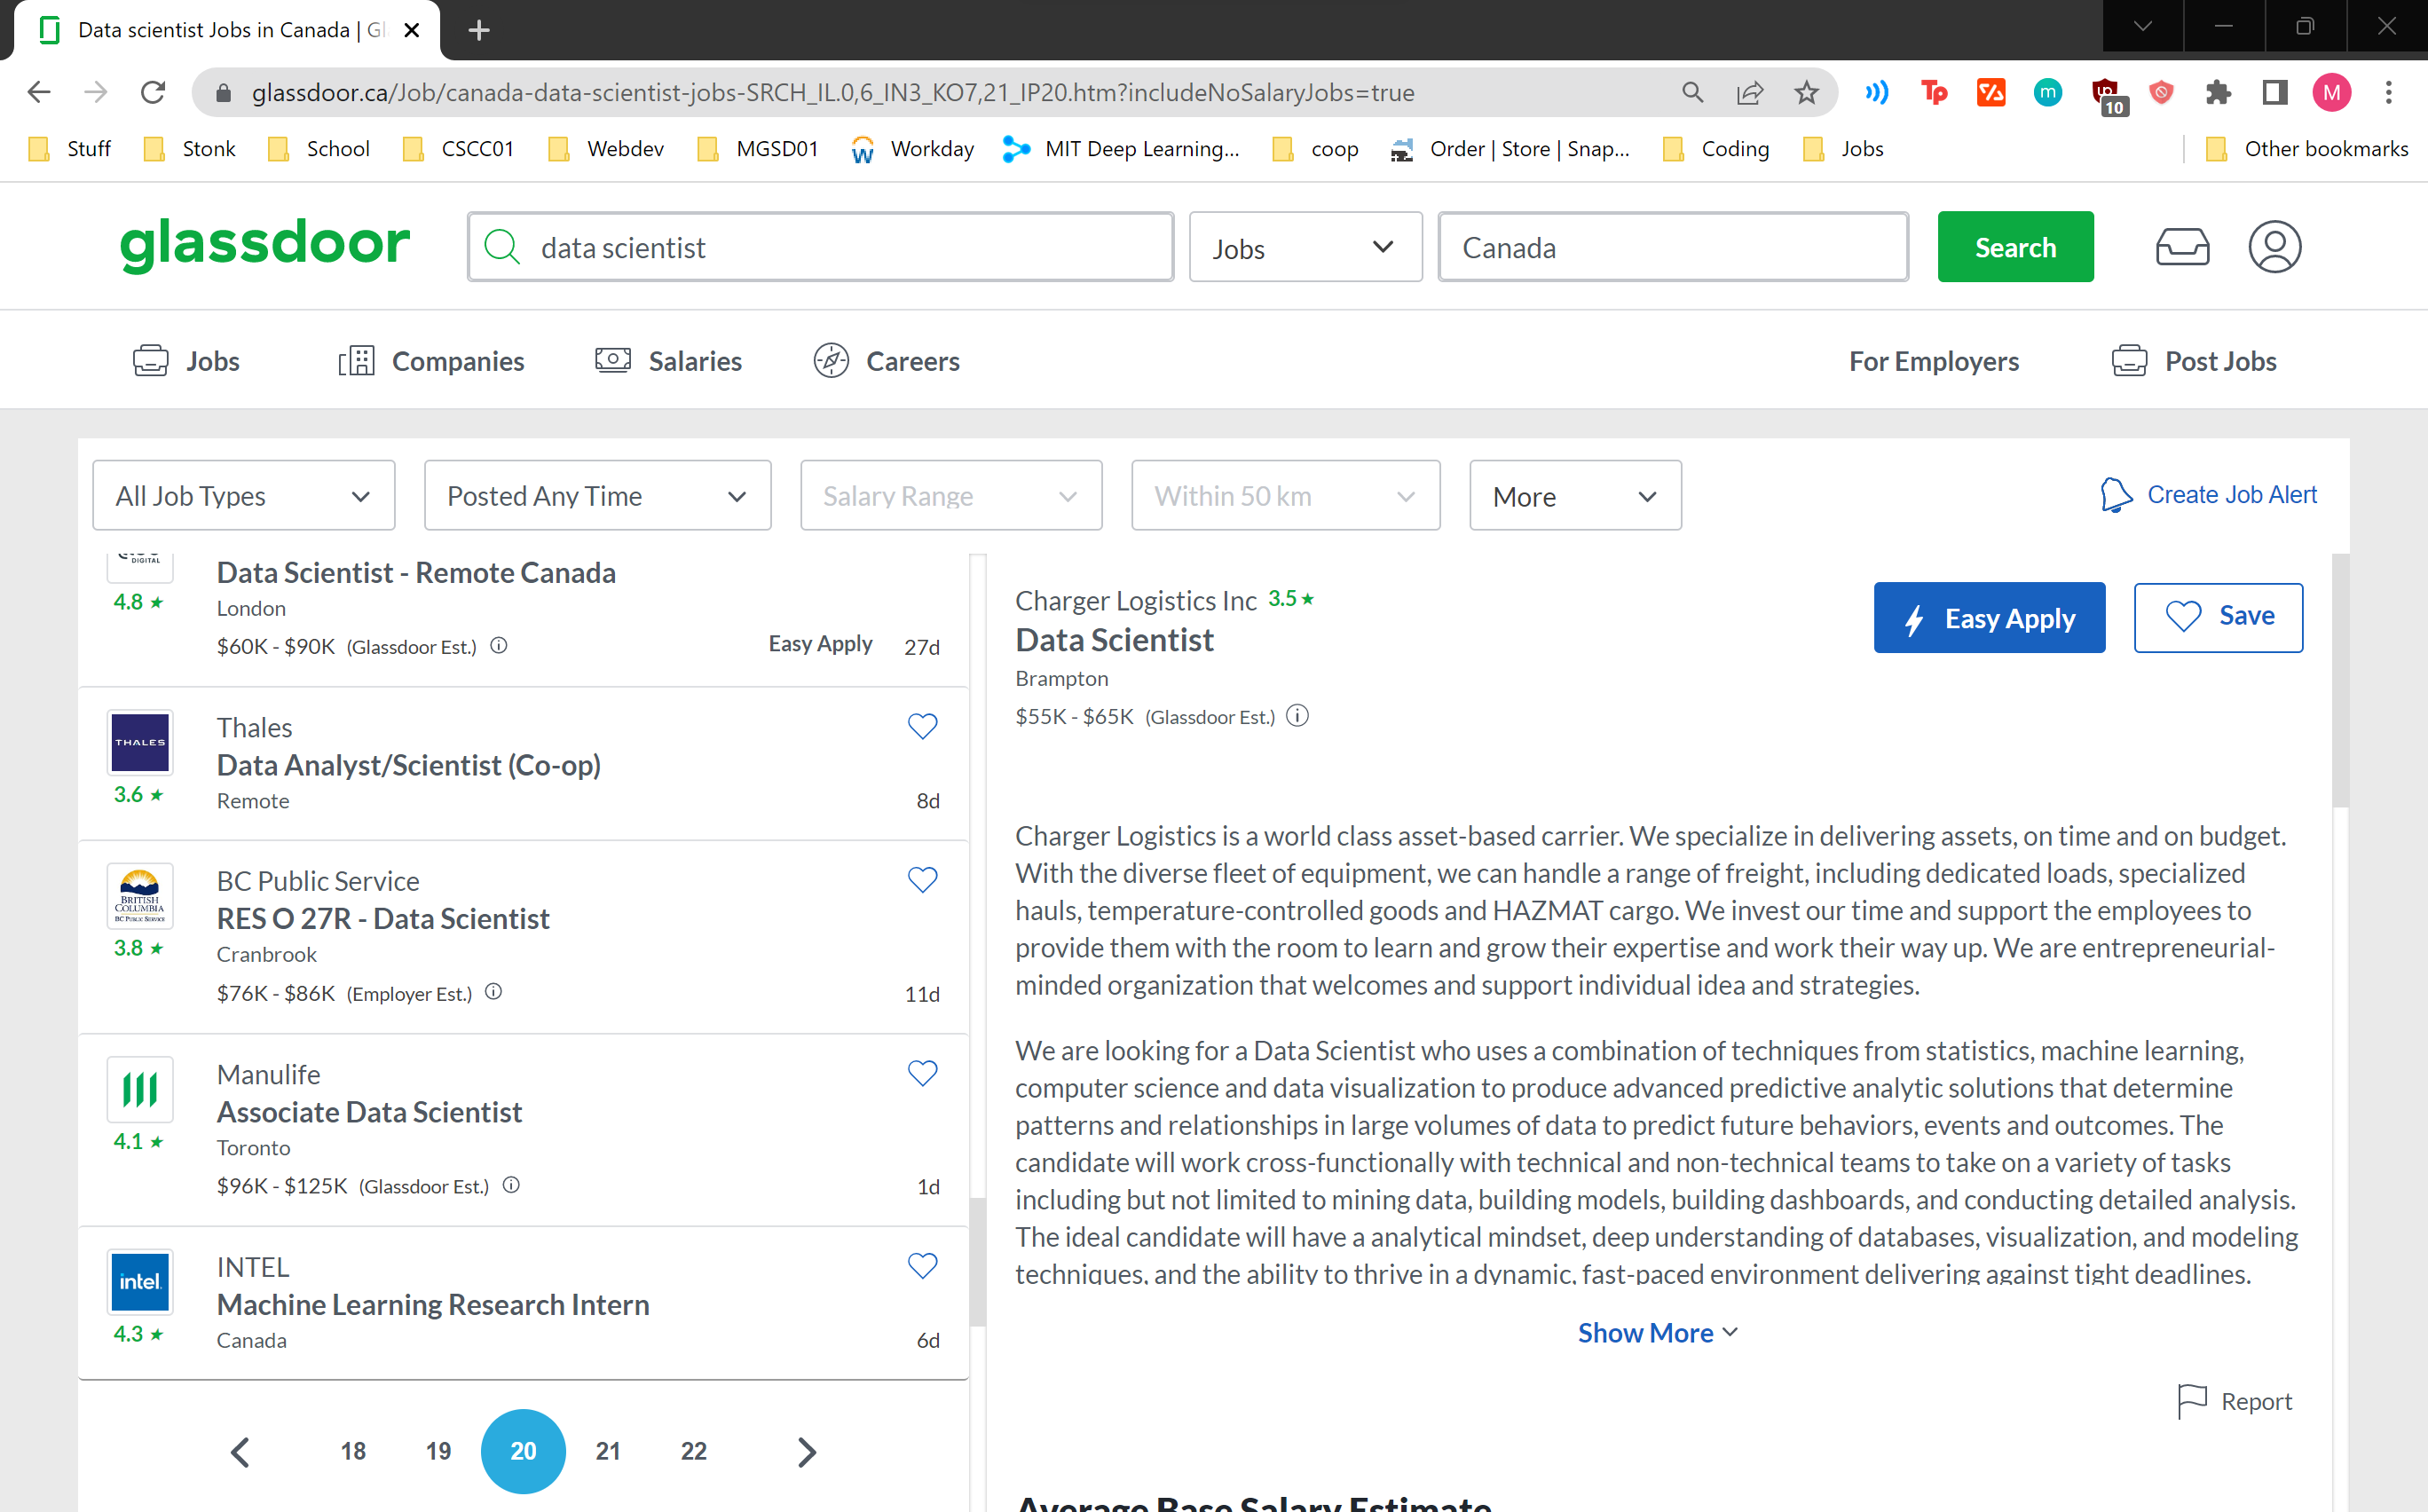 Data scientist Jobs in Canada | Gl
glassdoor.ca/Job/canada-data-scientist-jobs-SRCH_IL.0,6_IN3_KO7,21_IP20.htm?includeNoSalaryJobs=true
Tp
m
10
M
Stuff
Stonk
School
CSCC01
Webdev
MGSD01
Workday
MIT Deep Learning...
coop
Order | Store | Snap...
Coding
Jobs
Other bookmarks
glassdoor
data scientist
Jobs
Canada
Search
Jobs
Companies
Salaries
Careers
For Employers
Post Jobs
All Job Types
Posted Any Time
Salary Range
Within 50 km
More
Create Job Alert
DIGITAL
4.8 ★
Data Scientist - Remote Canada
London
$60K - $90K (Glassdoor Est.)
Easy Apply
27d
THALES
3.6 ★
Thales
Data Analyst/Scientist (Co-op)
Remote
8d
BRITISH
COLUMBIA
BC Public Service
3.8 ★
BC Public Service
RES O 27R - Data Scientist
Cranbrook
$76K - $86K (Employer Est.)
11d
4.1 ★
Manulife
Associate Data Scientist
Toronto
$96K - $125K (Glassdoor Est.)
1d
intel.
4.3 ★
INTEL
Machine Learning Research Intern
Canada
6d
18 19 20 21 22
Charger Logistics Inc 3.5 ★
Data Scientist
Brampton
$55K - $65K (Glassdoor Est.)
Easy Apply
Save
Charger Logistics is a world class asset-based carrier. We specialize in delivering assets, on time and on budget.
With the diverse fleet of equipment, we can handle a range of freight, including dedicated loads, specialized
hauls, temperature-controlled goods and HAZMAT cargo. We invest our time and support the employees to
provide them with the room to learn and grow their expertise and work their way up. We are entrepreneurial-
minded organization that welcomes and support individual idea and strategies.
We are looking for a Data Scientist who uses a combination of techniques from statistics, machine learning,
computer science and data visualization to produce advanced predictive analytic solutions that determine
patterns and relationships in large volumes of data to predict future behaviors, events and outcomes. The
candidate will work cross-functionally with technical and non-technical teams to take on a variety of tasks
including but not limited to mining data, building models, building dashboards, and conducting detailed analysis.
The ideal candidate will have a analytical mindset, deep understanding of databases, visualization, and modeling
techniques, and the ability to thrive in a dynamic, fast-paced environment delivering against tight deadlines.
Show More
Report
Average Base Salary Estimate